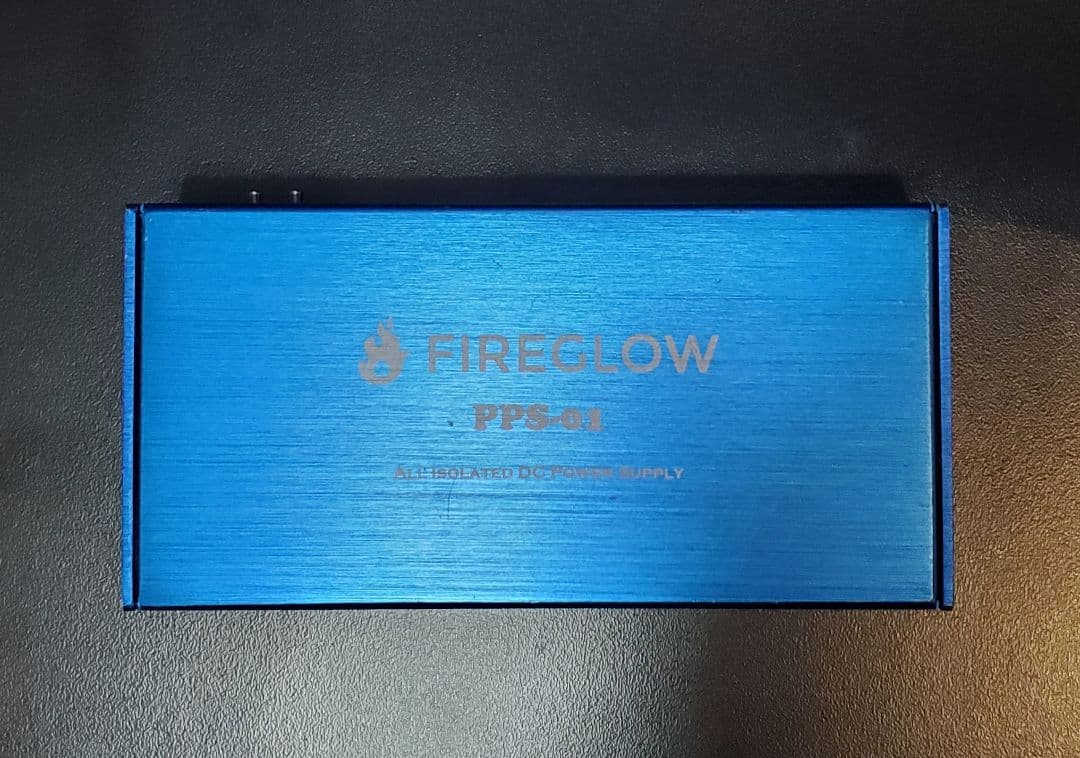 FIREGLOW
PPS-01
ALL ISOLATED DC POWER SUPPLY